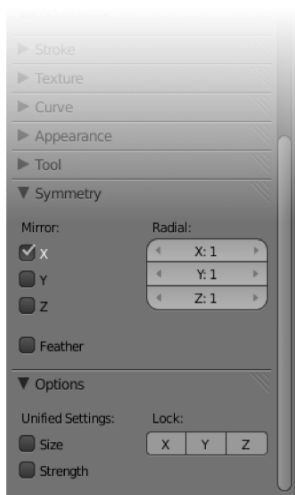 Stroke
Texture
Curve
Appearance
Tool
Symmetry
Mirror: Radial:
X X: 1
Y Y: 1
Z Z: 1
Feather
Options
Unified Settings: Lock:
Size X Y Z
Strength